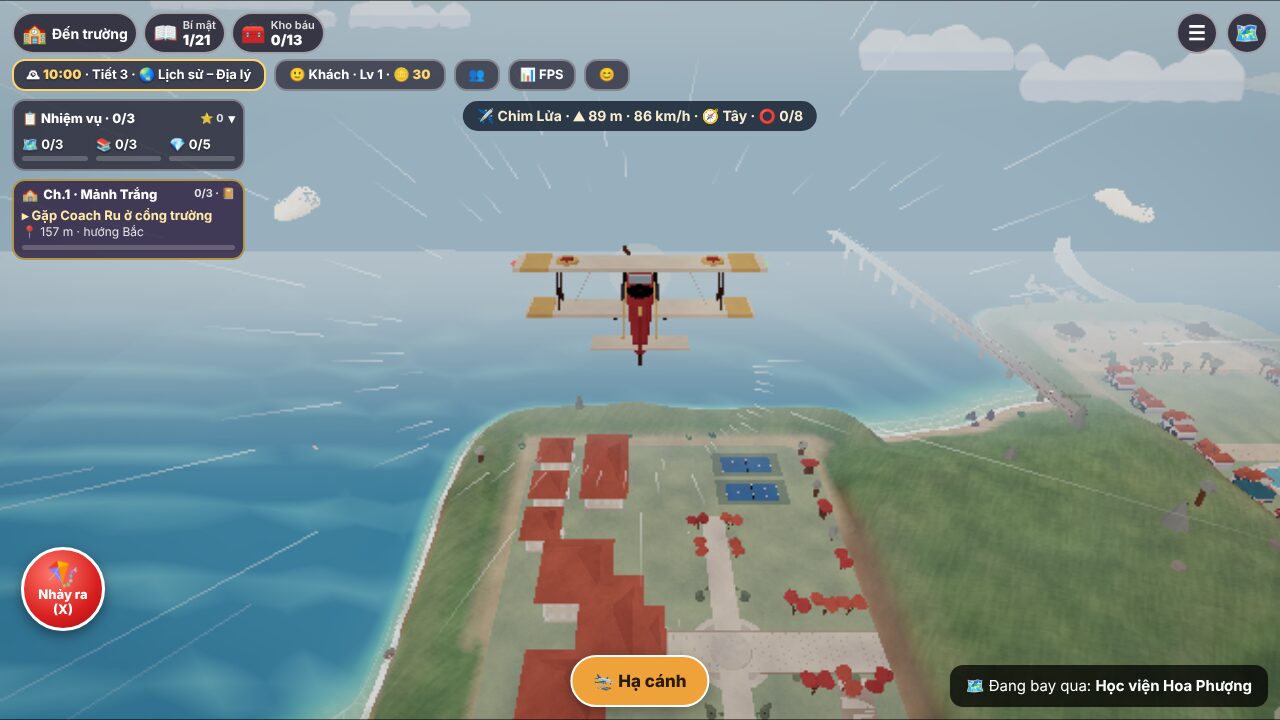 Đến trường
Bí mật
1/21
Kho báu
0/13
10:00 · Tiết 3 · Lịch sử – Địa lý
Khách · Lv 1 · 30
FPS
Nhiệm vụ · 0/3
0 ▼
0/3
0/3
0/5
Chim Lửa · ▲ 89 m · 86 km/h · Tây · 0/8
Ch.1 · Mảnh Trắng
0/3 ·
▸ Gặp Coach Ru ở cổng trường
157 m · hướng Bắc
Nhảy ra
(X)
Hạ cánh
Đang bay qua: Học viện Hoa Phượng